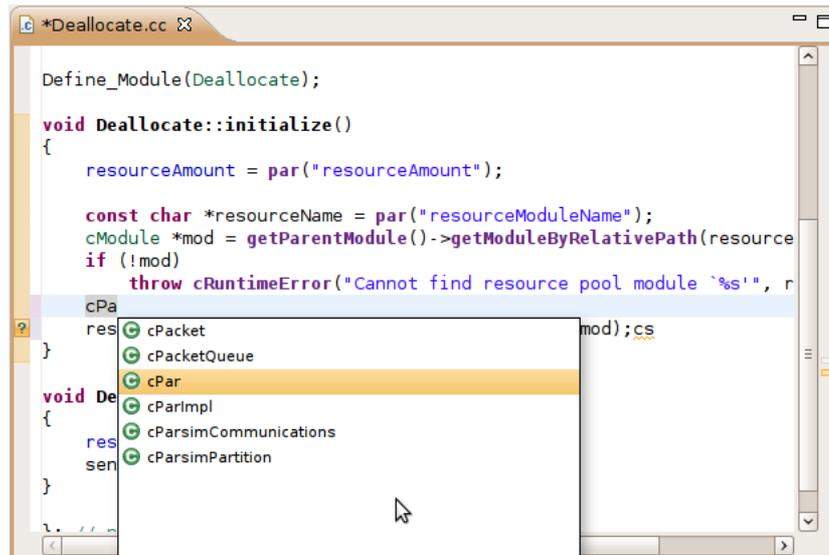 *Deallocate.cc
Define_Module(Deallocate);
void Deallocate::initialize()
{
resourceAmount = par("resourceAmount");
const char *resourceName = par("resourceModuleName");
cModule *mod = getParentModule()->getModuleByRelativePath(resource
if (!mod)
throw cRuntimeError("Cannot find resource pool module `%s'", r
cPa
res mod);cs
}
cPacket
cPacketQueue
cPar
cParImpl
cParsimCommunications
cParsimPartition
void De
{
res
sen
}
}; //